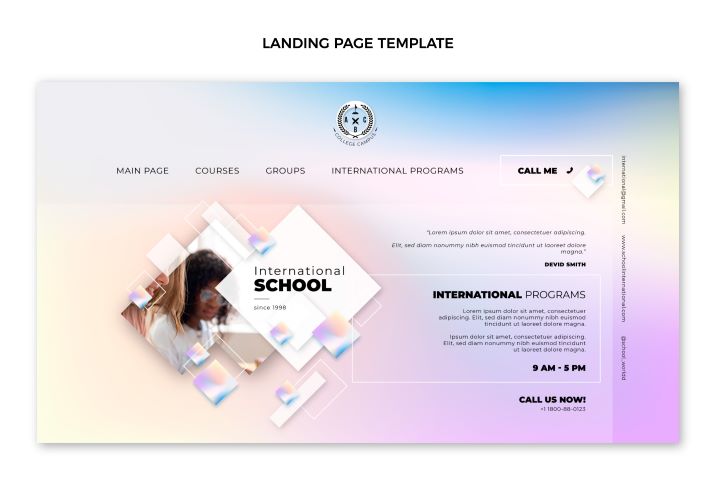 LANDING PAGE TEMPLATE
A C
B
COLLEGE CAMPUS
MAIN PAGE
COURSES
GROUPS
INTERNATIONAL PROGRAMS
CALL ME
International
SCHOOL
since 1998
"Lorem ipsum dolor sit amet, consectetuer adipiscing.
Elit, sed diam nonummy nibh euismod tincidunt ut laoreet dolore
magna."
DEVID SMITH
INTERNATIONAL PROGRAMS
Lorem ipsum dolor sit amet, consectetuer
adipiscing. Elit, sed diam nonummy nibh euismod
tincidunt ut laoreet dolore magna.
Ipsum dolor sit amet, consectetuer adipiscing.
Elit, sed diam nonummy nibh euismod tincidunt
ut laoreet dolore magna.
9 AM - 5 PM
CALL US NOW!
+1 1800-88-0123
international@gmail.com
www.schoolinternational.com
@school_worldd